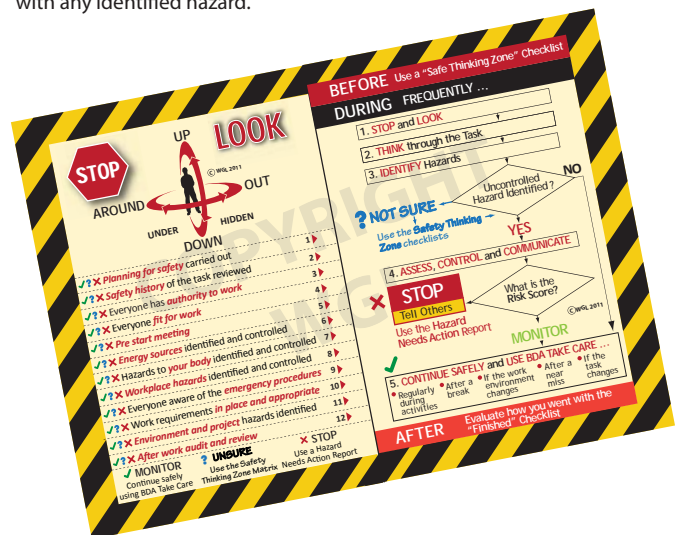 with any identified hazard.
STOP
LOOK
UP
OUT
AROUND
HIDDEN
UNDER
DOWN
© WGL 2011
✓?✗ Planning for safety carried out 1
✓?✗ Safety history of the task reviewed 2
✓?✗ Everyone has authority to work 3
✓?✗ Everyone fit for work 4
✓?✗ Pre start meeting 5
✓?✗ Energy sources identified and controlled 6
✓?✗ Hazards to your body identified and controlled 7
✓?✗ Workplace hazards identified and controlled 8
✓?✗ Everyone aware of the emergency procedures 9
✓?✗ Work requirements in place and appropriate 10
✓?✗ Environment and project hazards identified 11
✓?✗ After work audit and review 12
✓ MONITOR
Continue safely
using BDA Take Care
? UNSURE
Use the Safety
Thinking Zone Matrix
✗ STOP
Use a Hazard
Needs Action Report
BEFORE Use a "Safe Thinking Zone" Checklist
DURING FREQUENTLY ...
1. STOP and LOOK
2. THINK through the Task
3. IDENTIFY Hazards
Uncontrolled
Hazard Identified?
NO
? NOT SURE
Use the Safety Thinking
Zone checklists
YES
4. ASSESS, CONTROL and COMMUNICATE
✗ STOP
Tell Others
Use the Hazard
Needs Action Report
What is the
Risk Score?
© WGL 2011
MONITOR
✓
5. CONTINUE SAFELY and USE BDA TAKE CARE ...
• Regularly
during
activities
• After a
break
• If the work
environment
changes
• After a
near
miss
• If the
task
changes
AFTER Evaluate how you went with the
"Finished" Checklist
COPYRIGHT
WGL